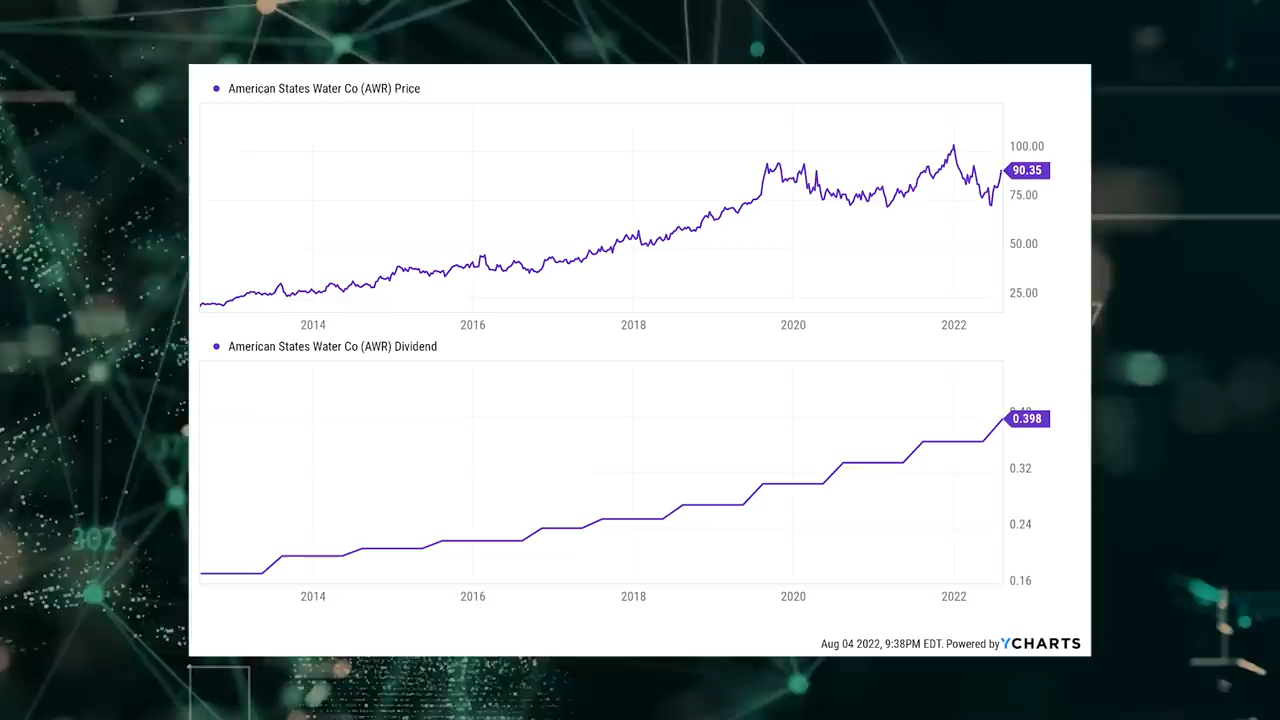 American States Water Co (AWR) Price
100.00
90.35
75.00
50.00
25.00
2014 2016 2018 2020 2022
American States Water Co (AWR) Dividend
0.398
0.32
0.24
0.16
2014 2016 2018 2020 2022
Aug 04 2022, 9:38PM EDT. Powered by YCHARTS
302
7